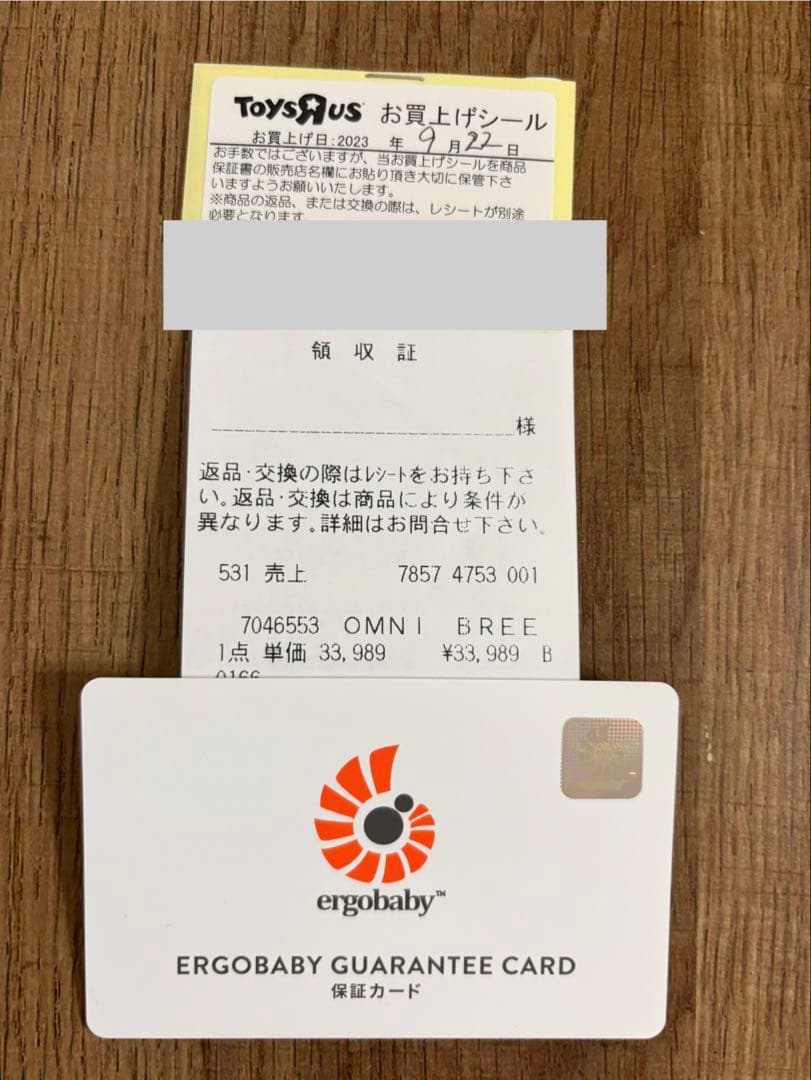 TOYSЯUS お買上げシール
お買上げ日:2023 年 9 月 22 日
お手数ではございますが、当お買上げシールを商品
保証書の販売店名欄にお貼り頂き大切に保管下さ
いますようお願いいたします。
※商品の返品、または交換の際は、レシートが別途
必要となります
領 収 証
様
返品・交換の際はレシートをお持ち下さ
い。返品・交換は商品により条件が
異なります。詳細はお問合せ下さい。
531 売上 7857 4753 001
7046553 OMNI BREE
1点 単価 33,989 ¥33,989 B
0166
ergobaby™
ERGOBABY GUARANTEE CARD
保証カード